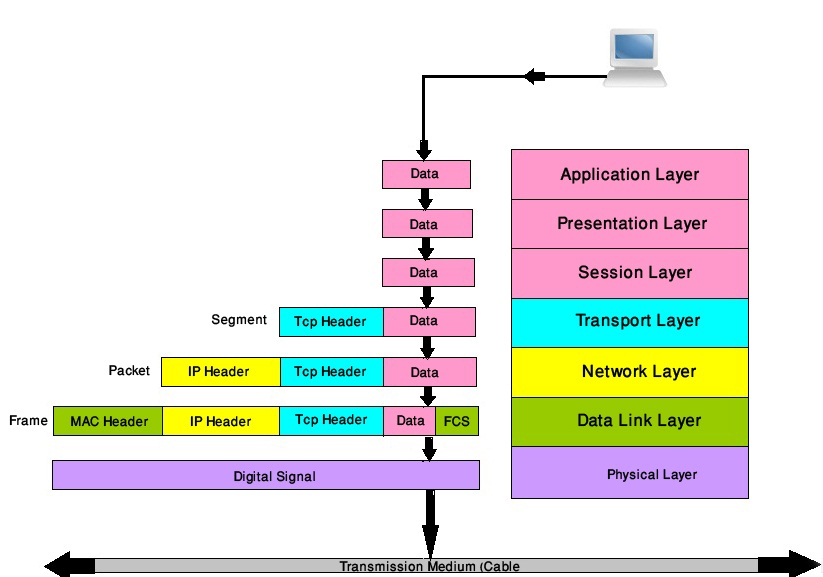 Data Application Layer
Data Presentation Layer
Data Session Layer
Segment Tcp Header Data Transport Layer
Packet IP Header Tcp Header Data Network Layer
Frame MAC Header IP Header Tcp Header Data FCS Data Link Layer
Digital Signal Physical Layer
Transmission Medium (Cable